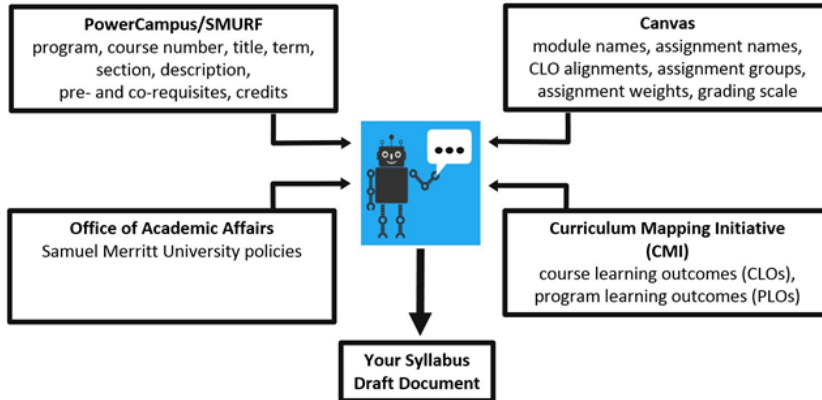 PowerCampus/SMURF
program, course number, title, term,
section, description,
pre- and co-requisites, credits
Canvas
module names, assignment names,
CLO alignments, assignment groups,
assignment weights, grading scale
Office of Academic Affairs
Samuel Merritt University policies
Curriculum Mapping Initiative
(CMI)
course learning outcomes (CLOs),
program learning outcomes (PLOs)
Your Syllabus
Draft Document